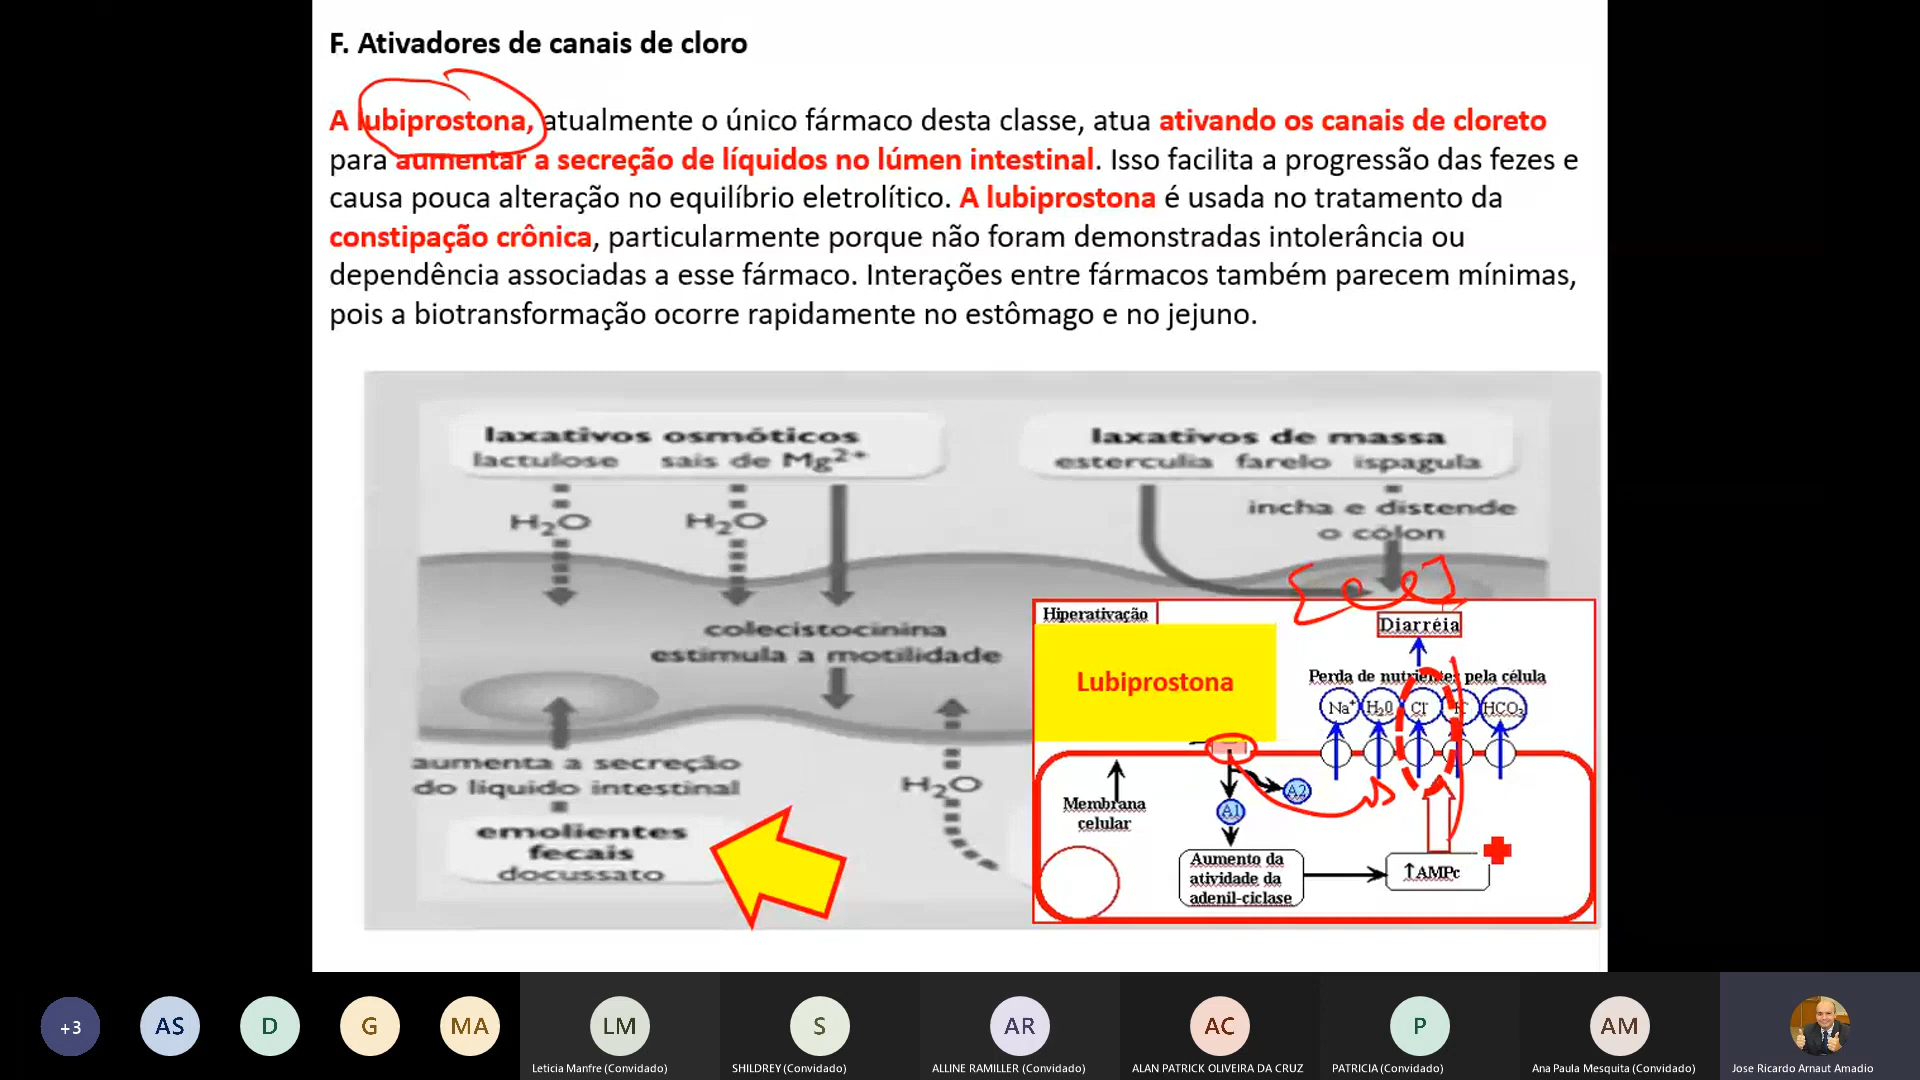 F. Ativadores de canais de cloro
A lubiprostona, atualmente o único fármaco desta classe, atua ativando os canais de cloreto
para aumentar a secreção de líquidos no lúmen intestinal. Isso facilita a progressão das fezes e
causa pouca alteração no equilíbrio eletrolítico. A lubiprostona é usada no tratamento da
constipação crônica, particularmente porque não foram demonstradas intolerância ou
dependência associadas a esse fármaco. Interações entre fármacos também parecem mínimas,
pois a biotransformação ocorre rapidamente no estômago e no jejuno.
laxativos osmóticos
lactulose sais de Mg2+
laxativos de massa
esterculia farelo ispagula
H2O
H2O
incha e distende
o cólon
colecistocinina
estimula a motilidade
aumenta a secreção
do líquido intestinal
H2O
emolientes
fecais
docussato
Hiperativação
Diarréia
Lubiprostona
Perda de nutrientes pela célula
Na+ H20 Cl- K HCO3
Membrana
celular
A1
A2
Aumento da
atividade da
adenil-ciclase
↑AMPc
+3
AS
D
G
MA
LM
S
AR
AC
P
AM
Leticia Manfre (Convidado)
SHILDREY (Convidado)
ALLINE RAMILLER (Convidado)
ALAN PATRICK OLIVEIRA DA CRUZ
PATRICIA (Convidado)
Ana Paula Mesquita (Convidado)
Jose Ricardo Arnaut Amadio